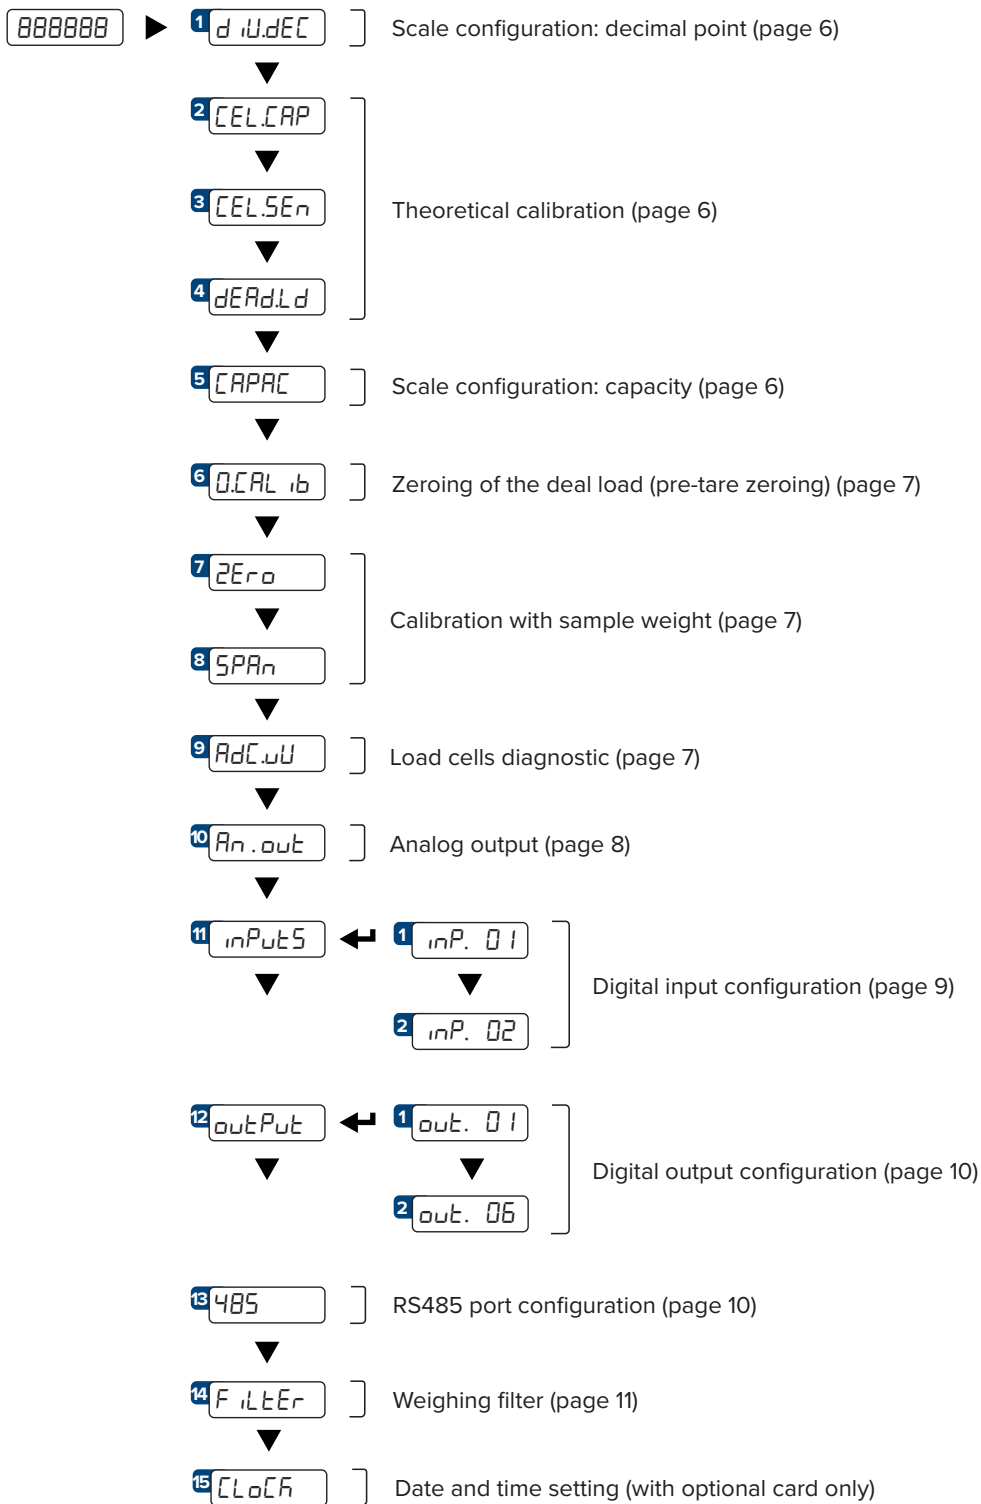 888888
1 diU.dEC Scale configuration: decimal point (page 6)
2 CEL.CAP
3 CEL.SEn Theoretical calibration (page 6)
4 dEAd.Ld
5 CAPAC Scale configuration: capacity (page 6)
6 0.CALib Zeroing of the deal load (pre-tare zeroing) (page 7)
7 2Ero
Calibration with sample weight (page 7)
8 SPAn
9 AdC.uU Load cells diagnostic (page 7)
10 An.out Analog output (page 8)
11 inPutS 1 inP. 01
Digital input configuration (page 9)
2 inP. 02
12 outPut 1 out. 01
Digital output configuration (page 10)
2 out. 06
13 485 RS485 port configuration (page 10)
14 FiLtEr Weighing filter (page 11)
15 CLoCK Date and time setting (with optional card only)